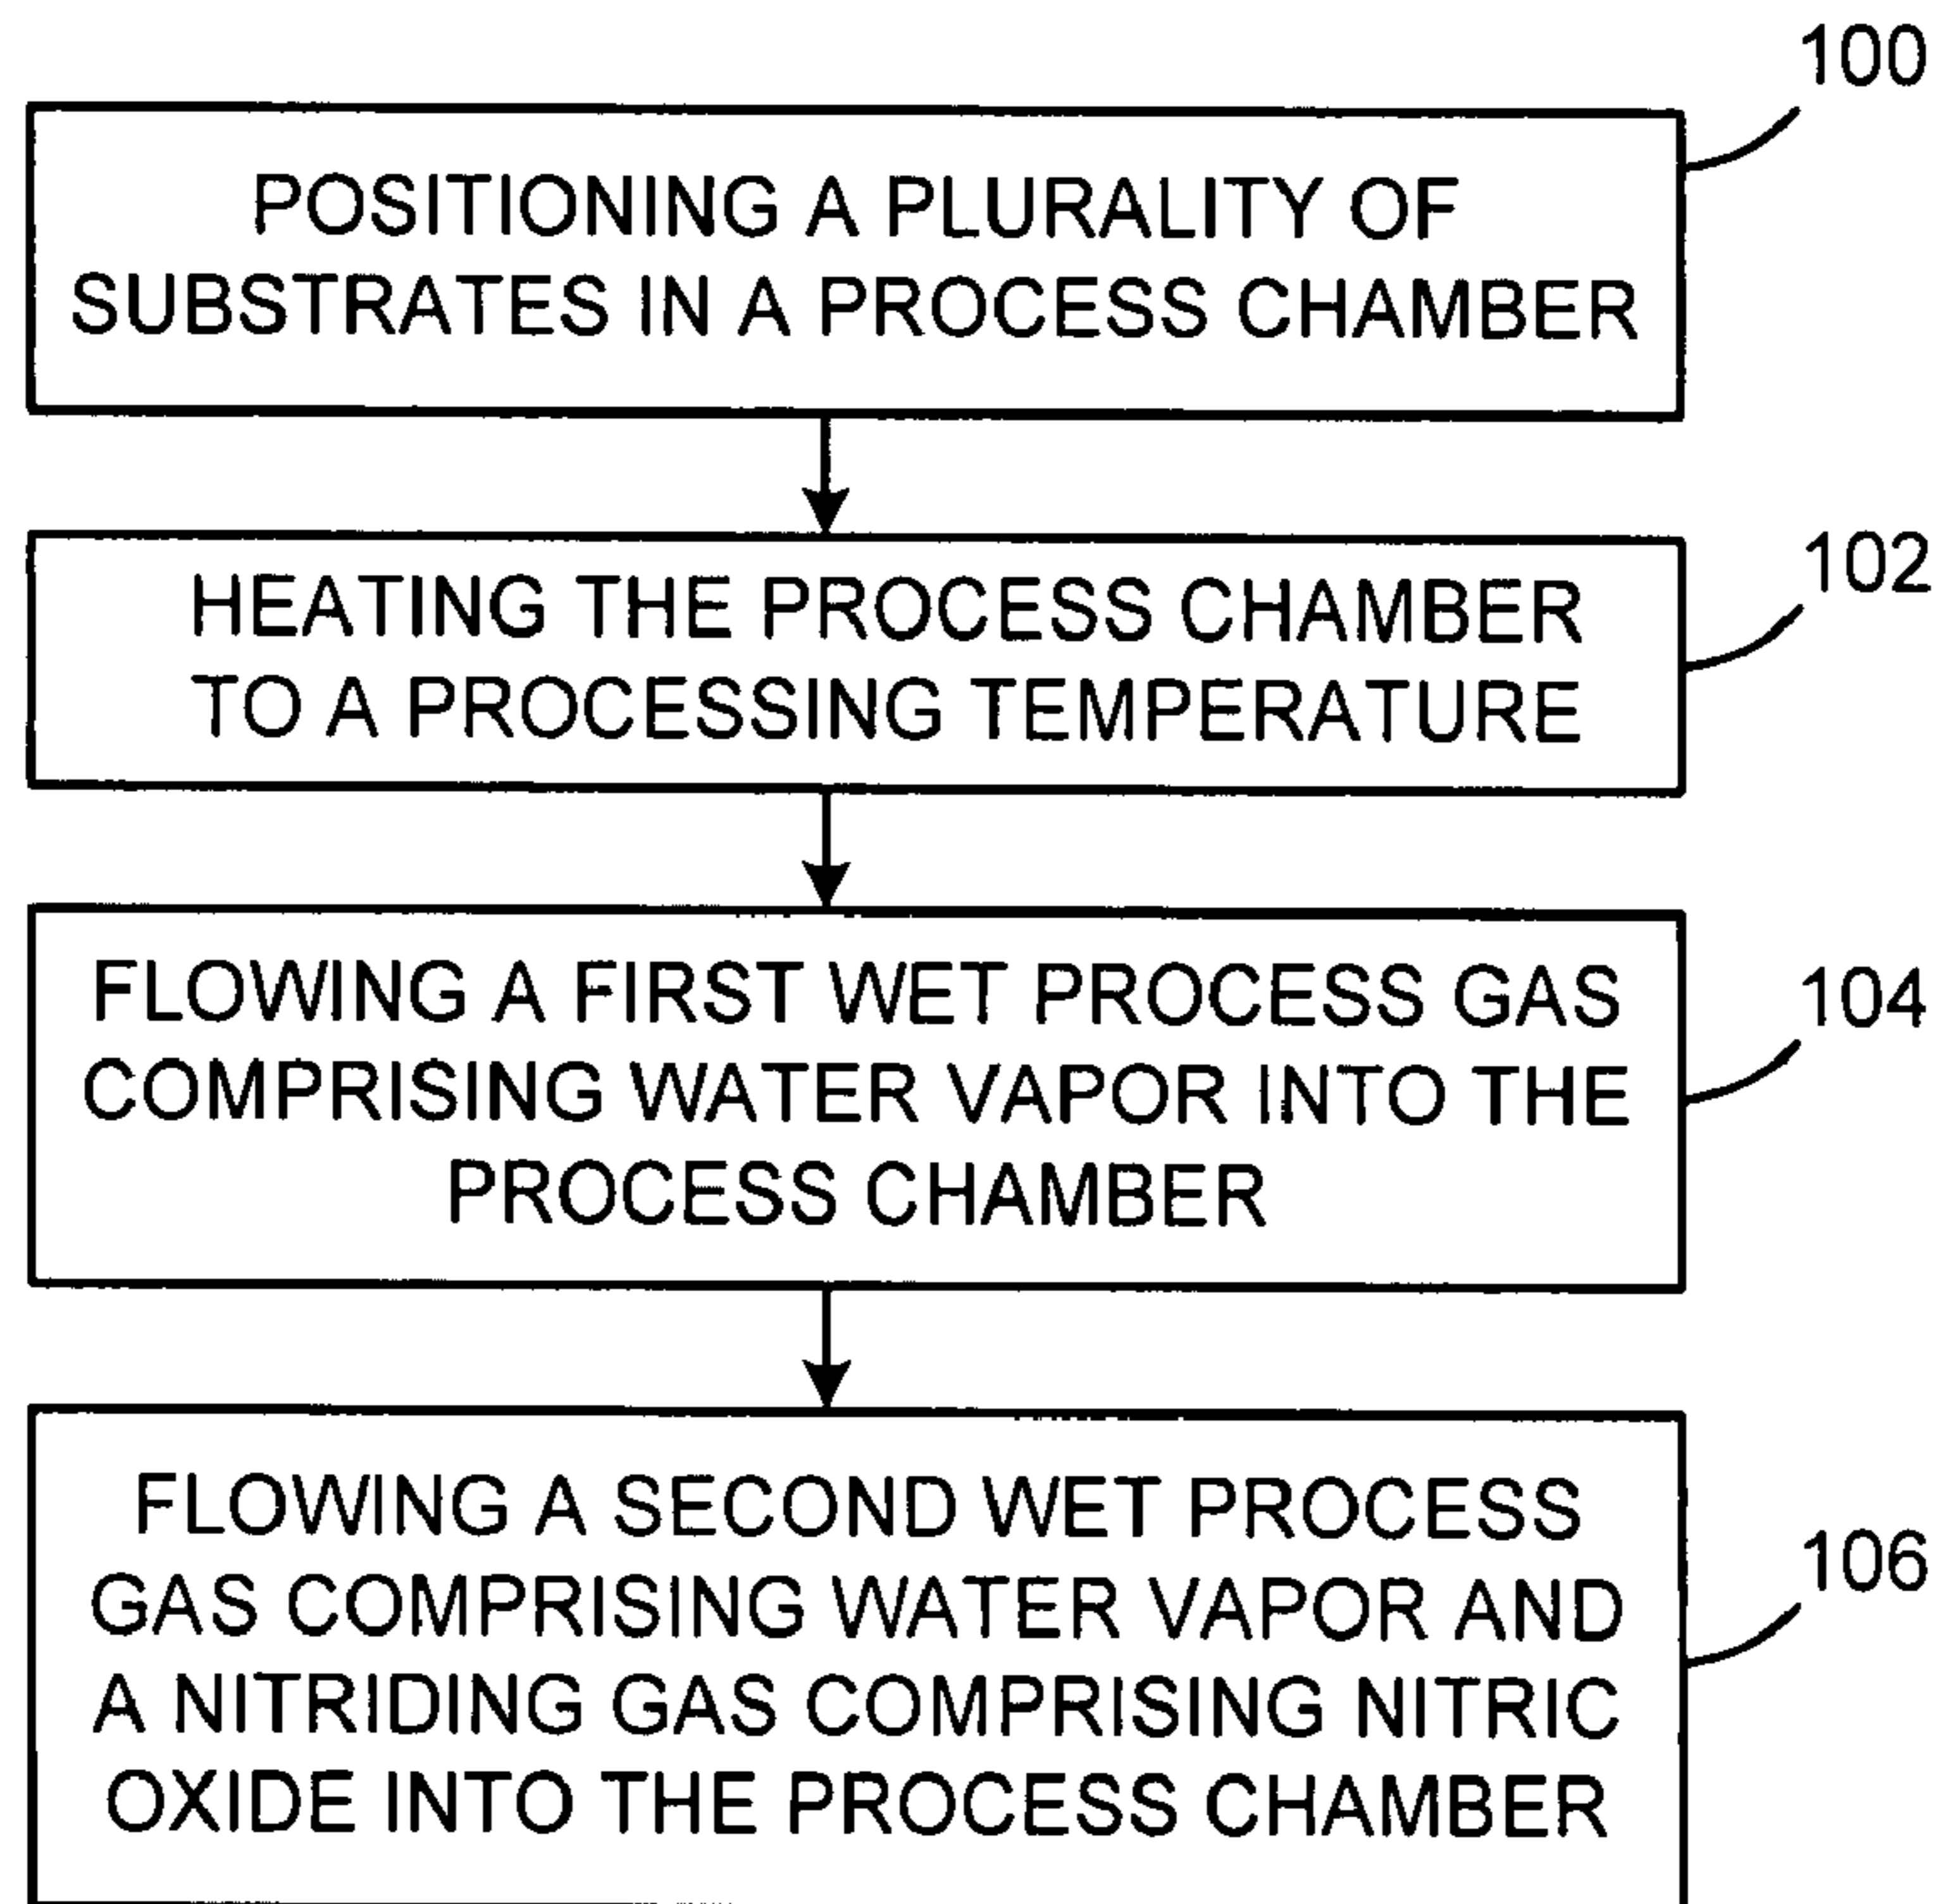 100
POSITIONING A PLURALITY OF
SUBSTRATES IN A PROCESS CHAMBER
102
HEATING THE PROCESS CHAMBER
TO A PROCESSING TEMPERATURE
104
FLOWING A FIRST WET PROCESS GAS
COMPRISING WATER VAPOR INTO THE
PROCESS CHAMBER
106
FLOWING A SECOND WET PROCESS
GAS COMPRISING WATER VAPOR AND
A NITRIDING GAS COMPRISING NITRIC
OXIDE INTO THE PROCESS CHAMBER